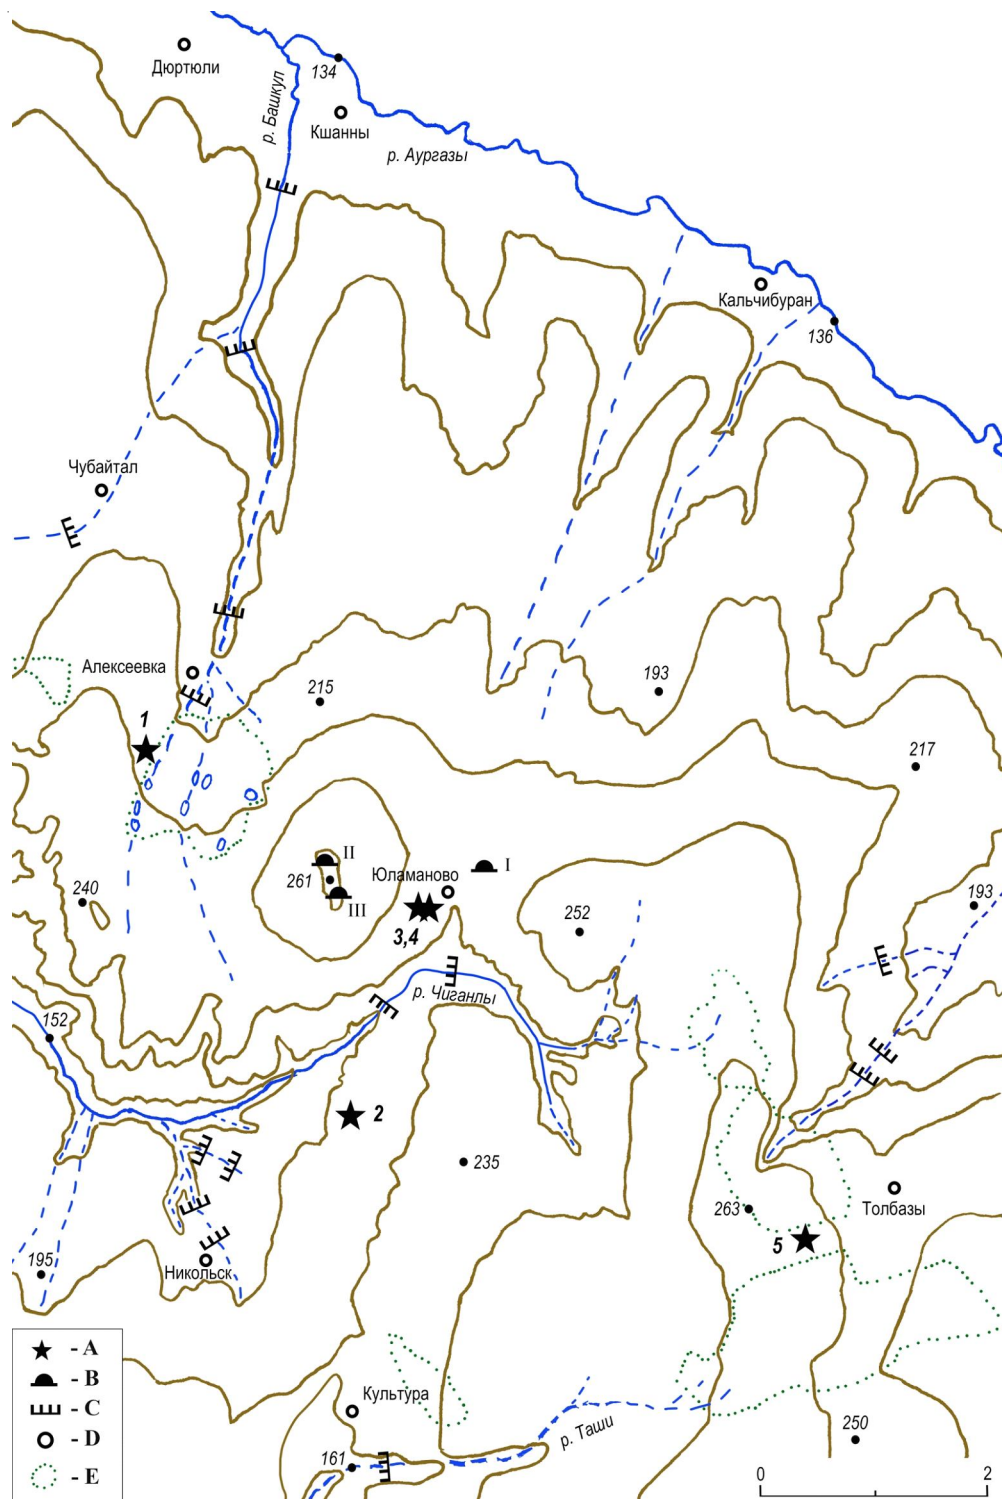 Дюртюли
134
р. Башкул
Кшанны
р. Аургазы
Кальчибуран
136
Чубайтал
Алексеевка
215
193
1
217
II
261
III
Юламаново
I
3,4
240
252
193
р. Чиганлы
152
2
235
263
Толбазы
5
195
Никольск
Культура
р. Таши
161
250
- A
- B
- C
- D
- E
0 2